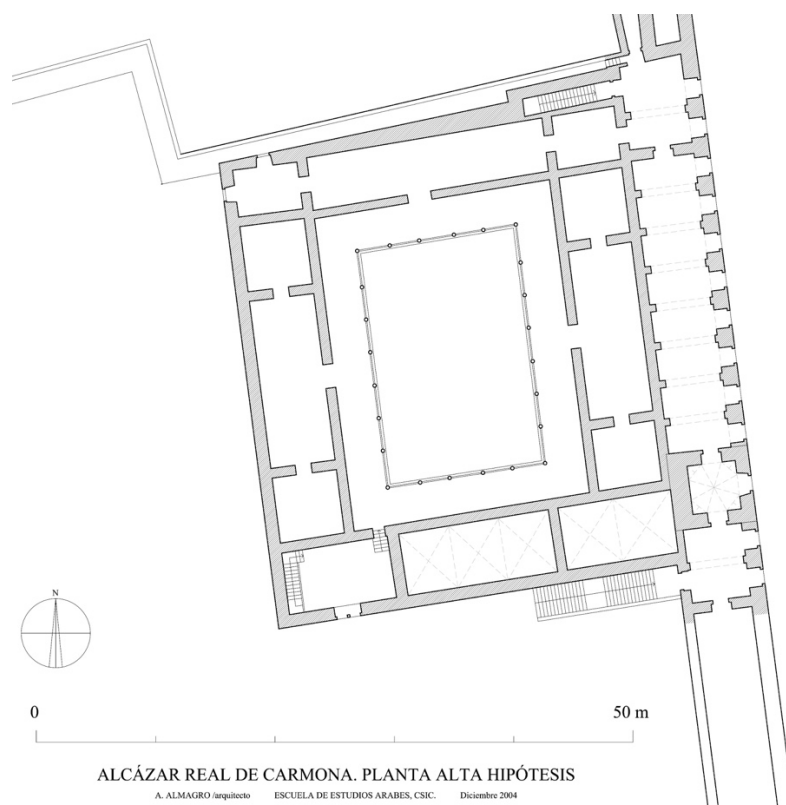 N
0 50 m
ALCÁZAR REAL DE CARMONA. PLANTA ALTA HIPÓTESIS
A. ALMAGRO /arquitecto ESCUELA DE ESTUDIOS ARABES, CSIC. Diciembre 2004